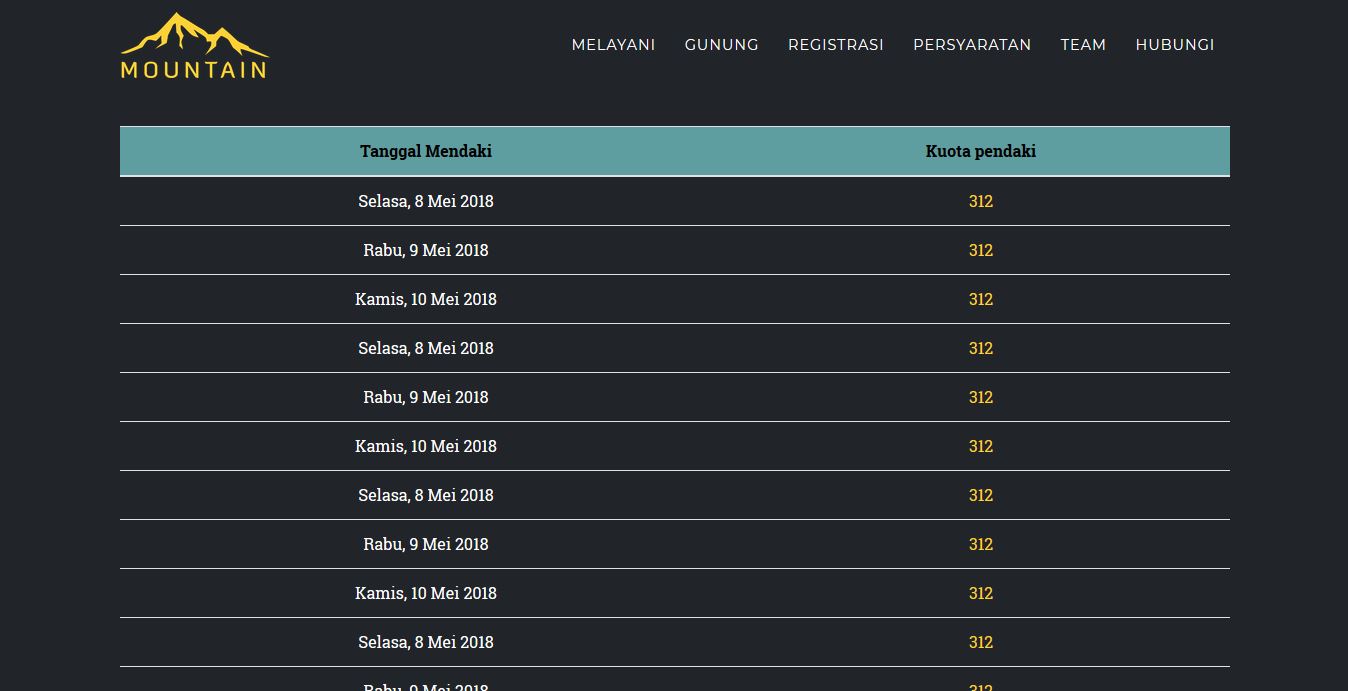 MOUNTAIN
MELAYANI GUNUNG REGISTRASI PERSYARATAN TEAM HUBUNGI
Tanggal Mendaki Kuota pendaki
Selasa, 8 Mei 2018 312
Rabu, 9 Mei 2018 312
Kamis, 10 Mei 2018 312
Selasa, 8 Mei 2018 312
Rabu, 9 Mei 2018 312
Kamis, 10 Mei 2018 312
Selasa, 8 Mei 2018 312
Rabu, 9 Mei 2018 312
Kamis, 10 Mei 2018 312
Selasa, 8 Mei 2018 312
Rabu, 9 Mei 2018 312